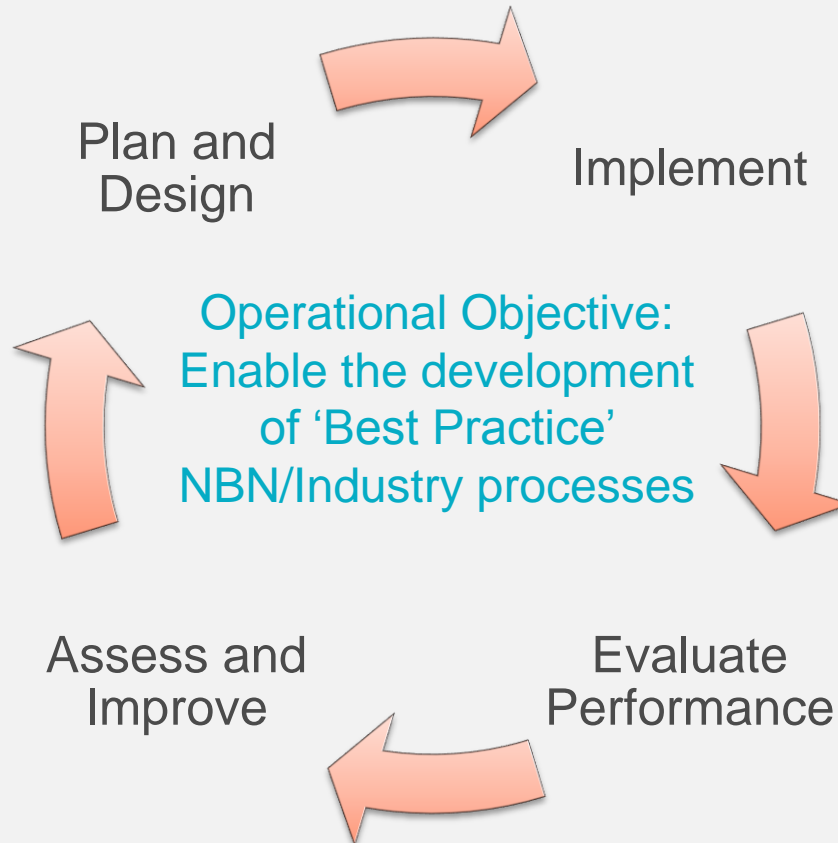 Plan and
Design
Implement
Operational Objective:
Enable the development
of ‘Best Practice’
NBN/Industry processes
Assess and
Improve
Evaluate
Performance